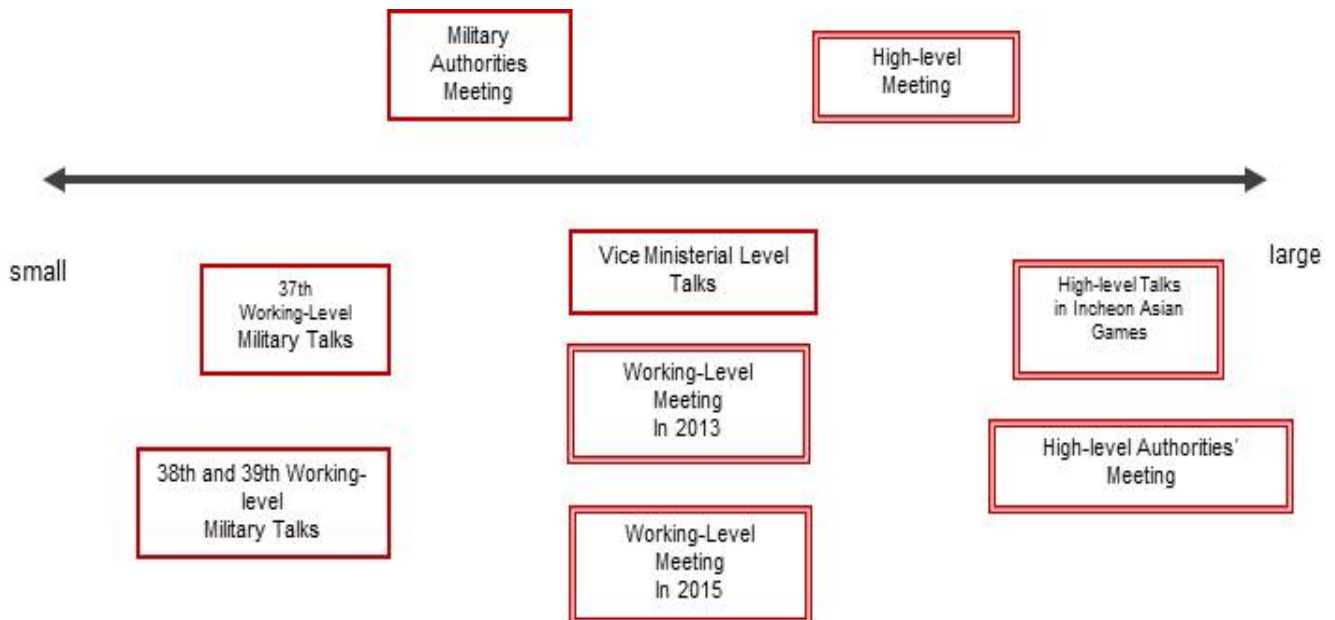 Military
Authorities
Meeting
High-level
Meeting
small
large
37th
Working-Level
Military Talks
Vice Ministerial Level
Talks
High-level Talks
in Incheon Asian
Games
Working-Level
Meeting
In 2013
38th and 39th Working-
level
Military Talks
High-level Authorities'
Meeting
Working-Level
Meeting
In 2015